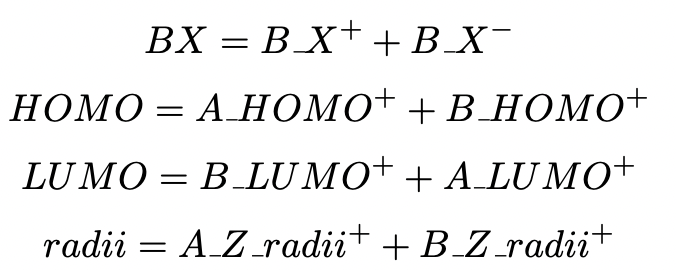 BX = B_X⁺ + B_X⁻
HOMO = A_HOMO⁺ + B_HOMO⁺
LUMO = B_LUMO⁺ + A_LUMO⁺
radii = A_Z_radii⁺ + B_Z_radii⁺